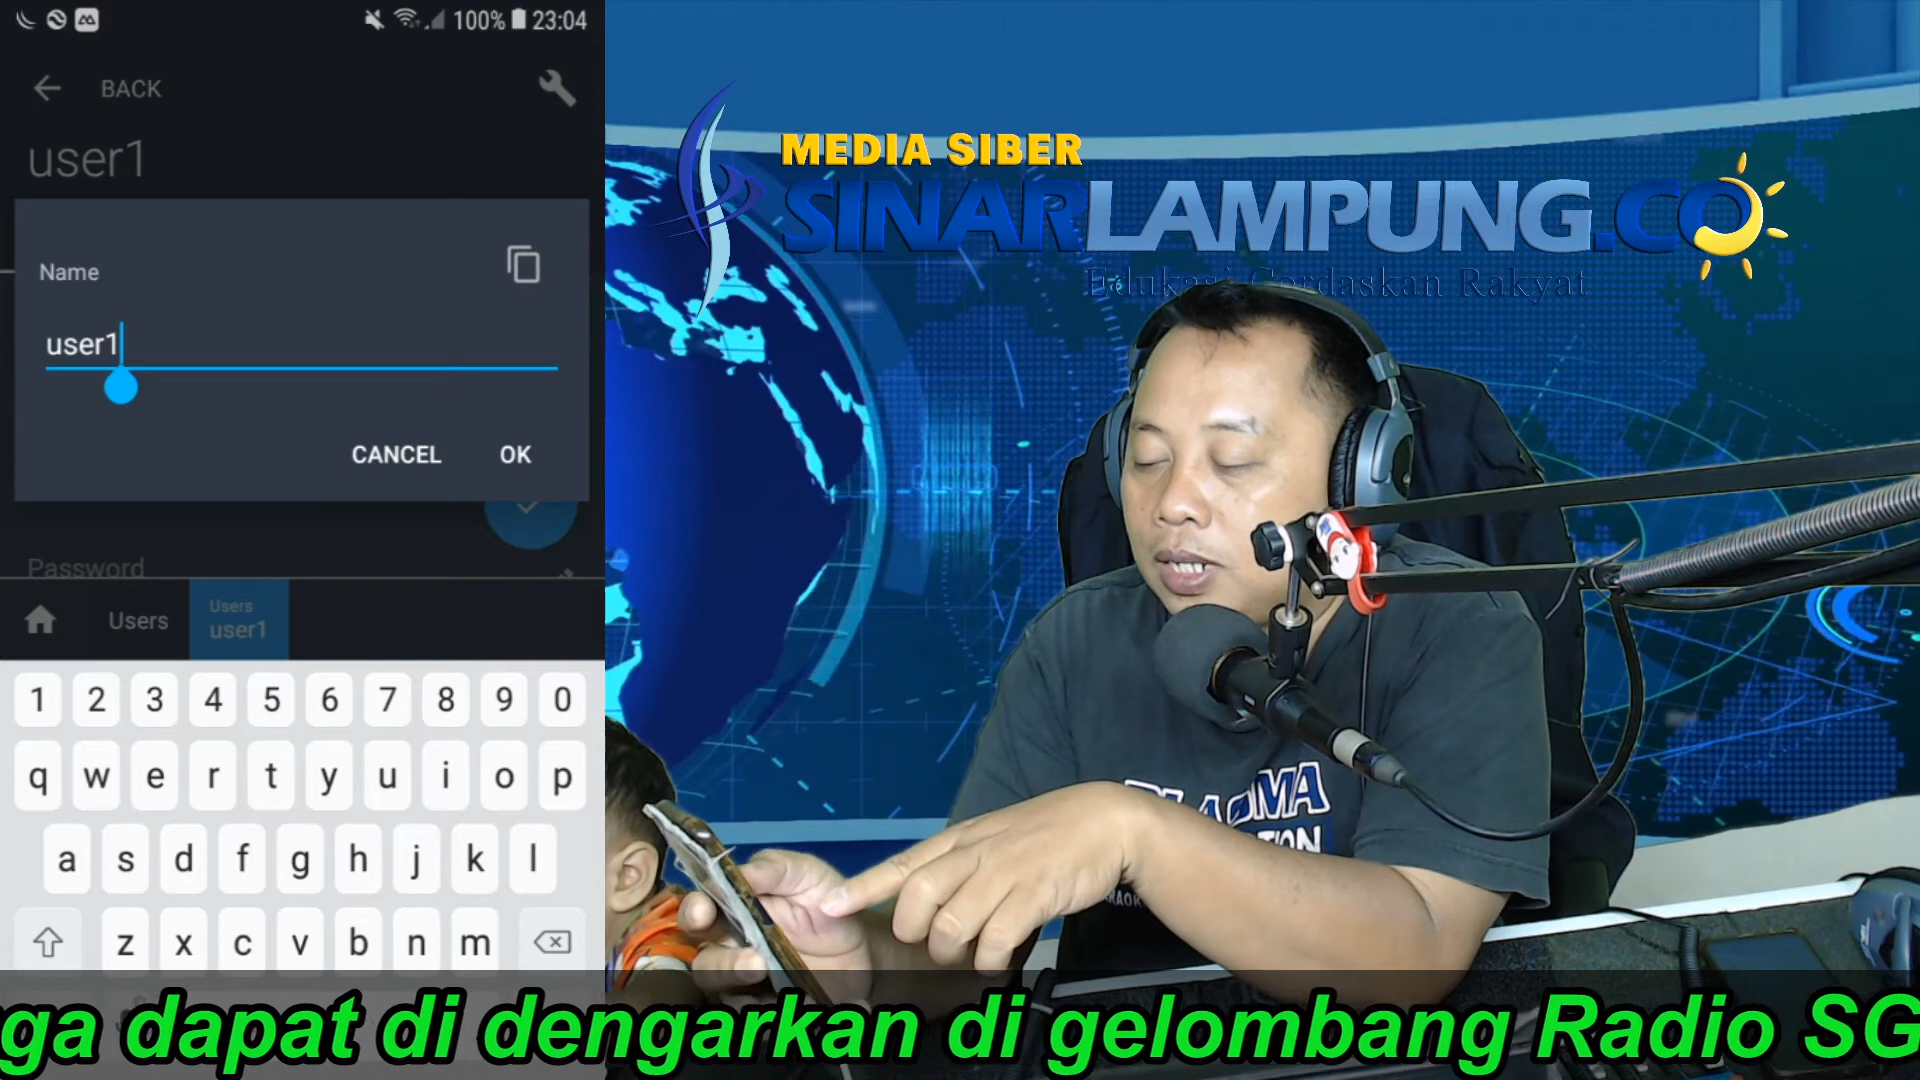 100% 23:04
BACK
user1
Name
user1
CANCEL OK
Password
Users
Users
user1
1 2 3 4 5 6 7 8 9 0
q w e r t y u i o p
a s d f g h j k l
z x c v b n m
MEDIA SIBER
SINARLAMPUNG.CO
Edukasi Cerdaskan Rakyat
ga dapat di dengarkan di gelombang Radio SG